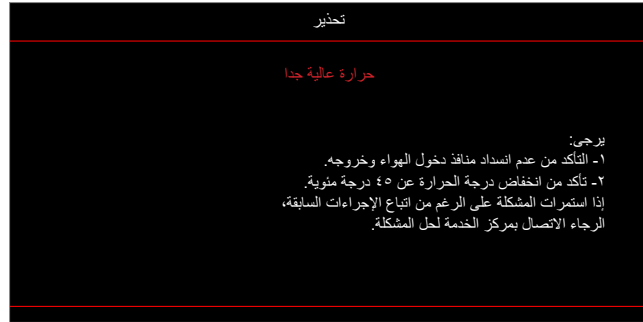 تحذير
حرارة عالية جدا
يرجى:
١- التأكد من عدم انسداد منافذ دخول الهواء وخروجه.
٢- تأكد من انخفاض درجة الحرارة عن ٤٥ درجة مئوية.
إذا استمرات المشكلة على الرغم من اتباع الإجراءات السابقة،
الرجاء الاتصال بمركز الخدمة لحل المشكلة.